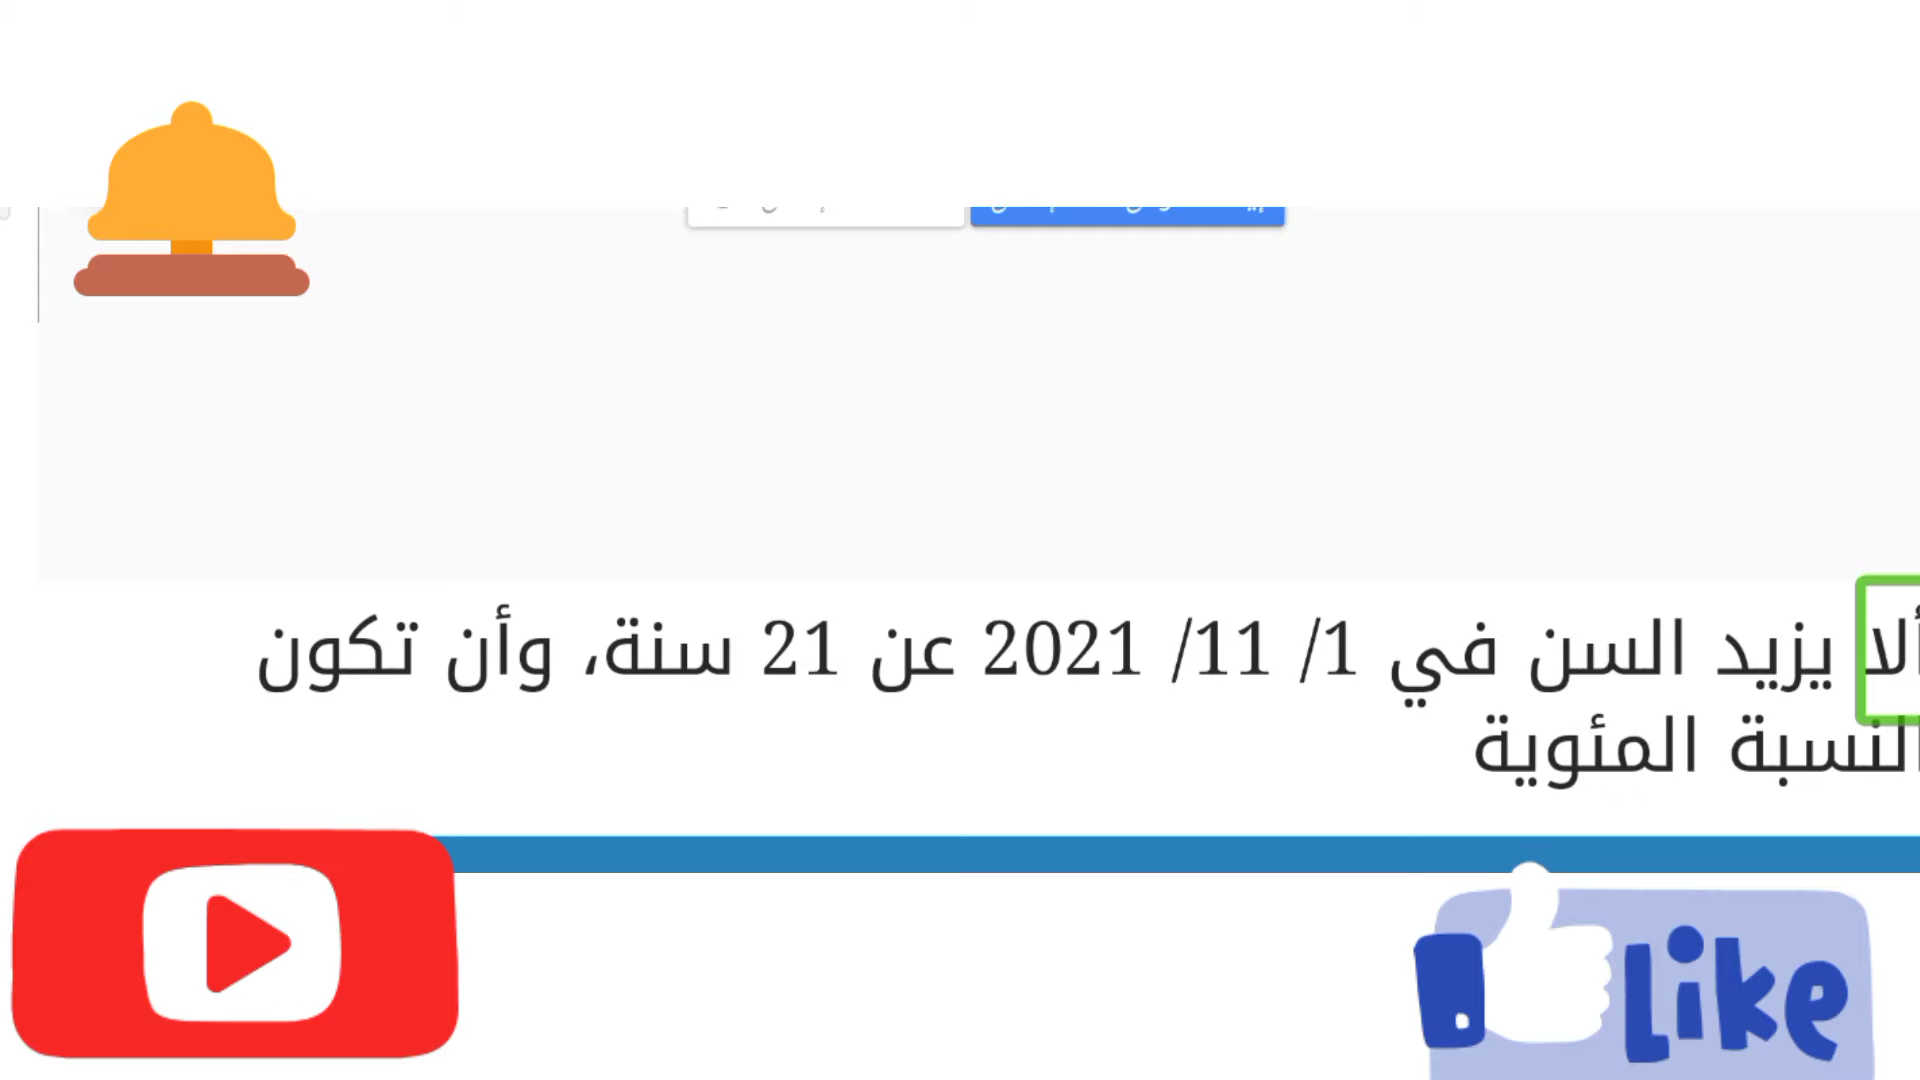 ألا يزيد السن في 1/ 11/ 2021 عن 21 سنة، وأن تكون
النسبة المئوية
Like